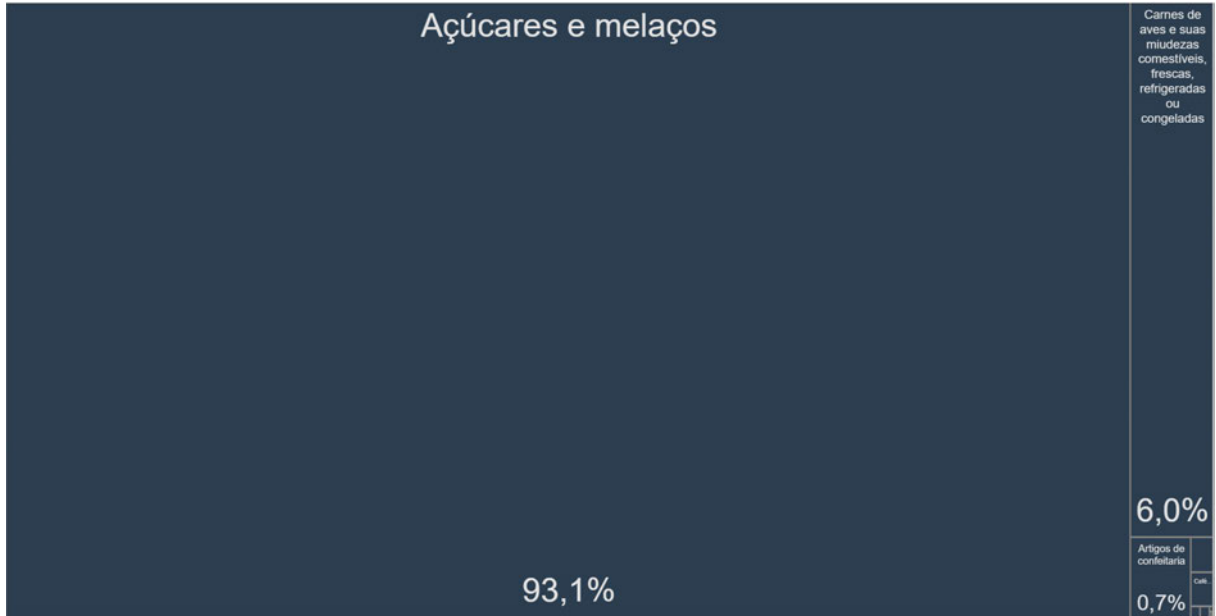 Açúcares e melaços
93,1%
Carnes de
aves e suas
miudezas
comestíveis,
frescas,
refrigeradas
ou
congeladas
6,0%
Artigos de
confeitaria
0,7%
Café...